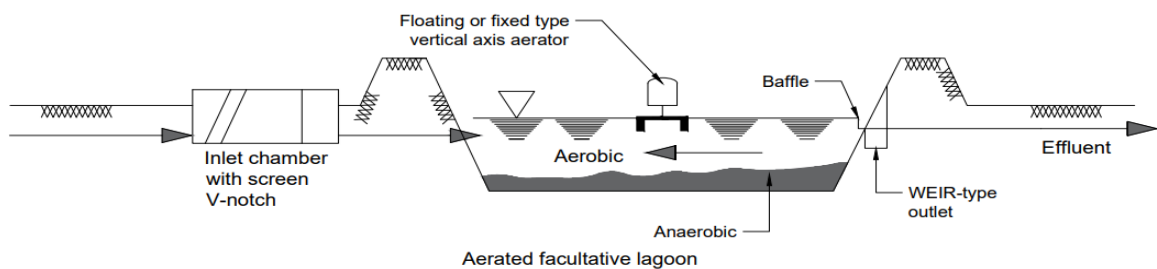 Floating or fixed type
vertical axis aerator
Baffle
Inlet chamber
with screen
V-notch
Aerobic
Effluent
WEIR-type
outlet
Anaerobic
Aerated facultative lagoon